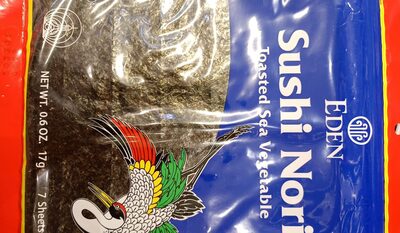 EDEN
Sushi Nori
Toasted Sea Vegetable
NET WT. 0.6 OZ, 17g
7 Sheets